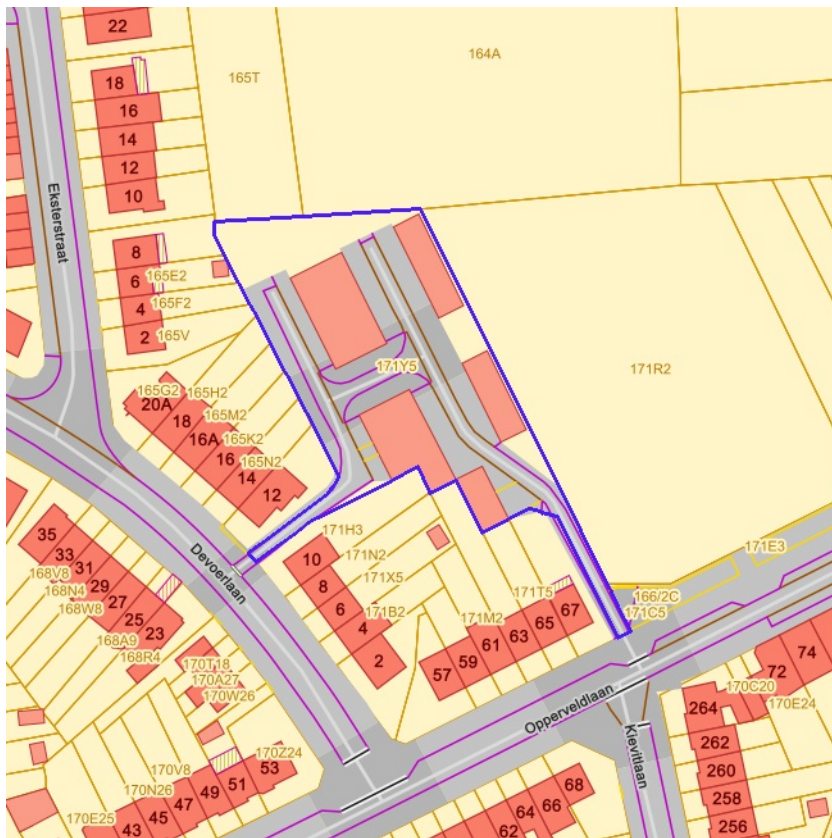 22
164A
165T
18
16
14
12
10
Eksterstraat
8
6
165E2
4
165F2
2
165V
171Y5
171R2
165G2
165H2
20A
18
165M2
16A
165K2
16
165N2
14
12
35
33
31
29
27
25
23
168V8
168N4
168W8
168A9
168R4
Devoerlaan
171H3
10
171N2
8
171X5
6
171B2
4
2
171E3
166/2C
171C5
171T5
171M2
67
65
63
61
59
57
170T18
170A27
170W26
Opperveldlaan
Kievitlaan
74
72
170C20
170E24
264
262
260
258
256
170Z24
53
170V8
51
49
170N26
47
45
43
170E25
68
66
64
62